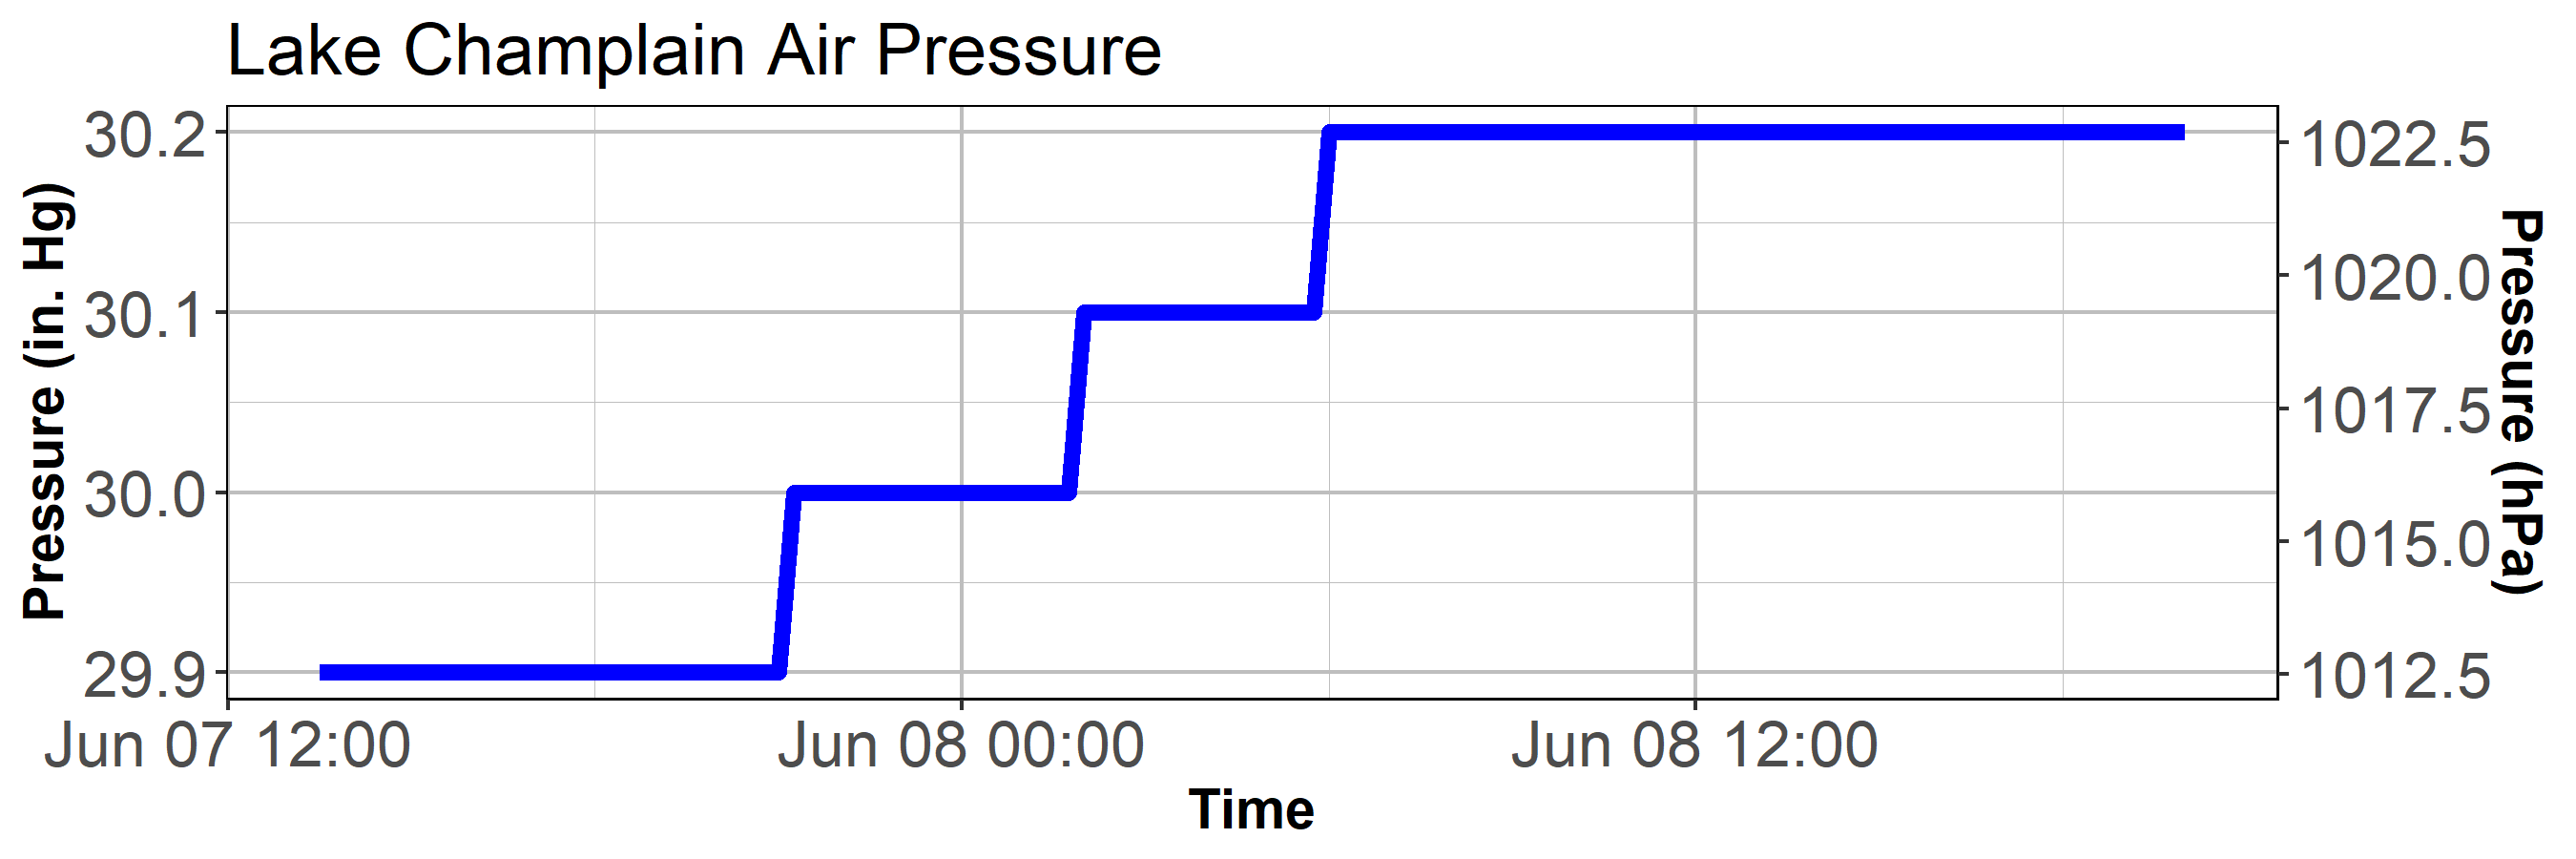 Lake Champlain Air Pressure
Pressure (in. Hg)
30.2
30.1
30.0
29.9
1022.5
1020.0
1017.5
1015.0
1012.5
Pressure (hPa)
Jun 07 12:00 Jun 08 00:00 Jun 08 12:00
Time